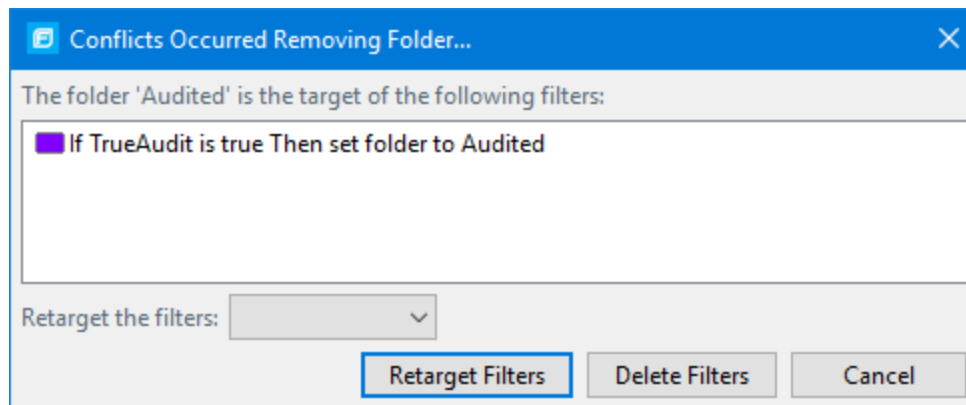 Conflicts Occurred Removing Folder...
The folder 'Audited' is the target of the following filters:
If TrueAudit is true Then set folder to Audited
Retarget the filters:
Retarget Filters Delete Filters Cancel